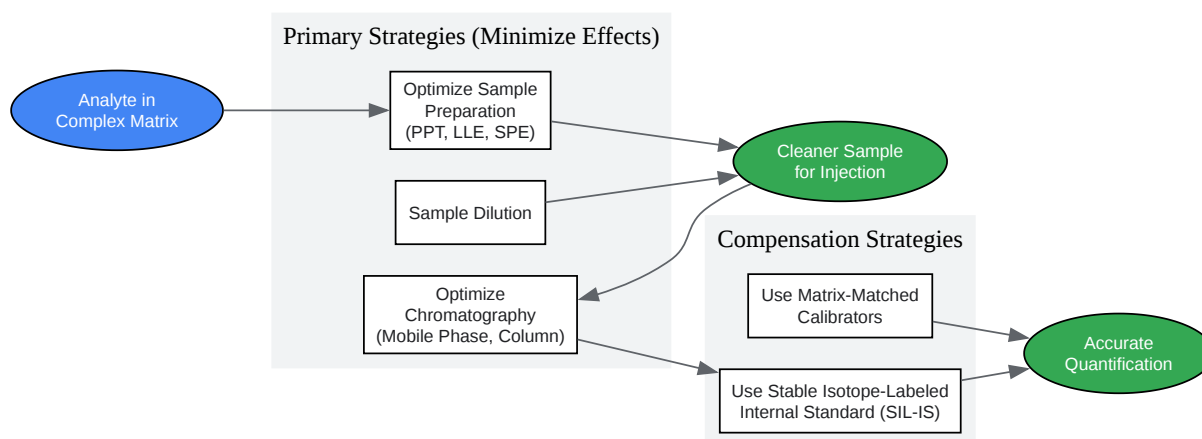 Primary Strategies (Minimize Effects)
Analyte in
Complex Matrix
Optimize Sample
Preparation
(PPT, LLE, SPE)
Cleaner Sample
for Injection
Sample Dilution
Optimize
Chromatography
(Mobile Phase, Column)
Compensation Strategies
Use Matrix-Matched
Calibrators
Use Stable Isotope-Labeled
Internal Standard (SIL-IS)
Accurate
Quantification